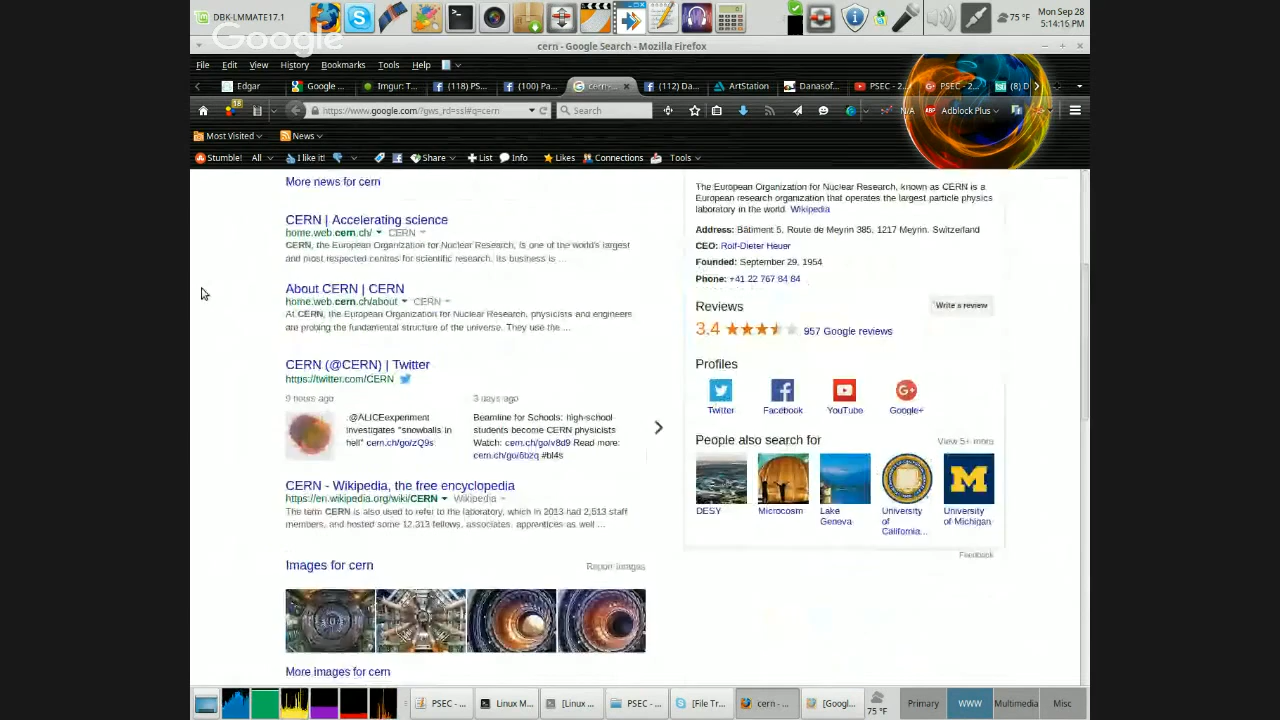 DBK-LMMATE17.1
75 °F
Mon Sep 28
5:14:15 PM
Google
cern - Google Search - Mozilla Firefox
File Edit View History Bookmarks Tools Help
Edgar
Google ...
Imgur: T...
(118) PS...
(100) Pa...
cern -...
(112) Da...
ArtStation
Danasof...
PSEC - 2...
PSEC - 2...
(8) D
18
https://www.google.com/?gws_rd=ssl#q=cern
Search
N/A
ABP
Adblock Plus
Most Visited
News
Stumble! All I like it! Share List Info Likes Connections Tools
More news for cern
CERN | Accelerating science
home.web.cern.ch/ CERN
CERN, the European Organization for Nuclear Research, is one of the world's largest
and most respected centres for scientific research. Its business is ...
About CERN | CERN
home.web.cern.ch/about CERN
At CERN, the European Organization for Nuclear Research, physicists and engineers
are probing the fundamental structure of the universe. They use the ...
CERN (@CERN) | Twitter
https://twitter.com/CERN
9 hours ago
.@ALICEexperiment
investigates "snowballs in
hell" cern.ch/go/zQ9s
3 days ago
Beamline for Schools: high-school
students become CERN physicists
Watch: cern.ch/go/v8d9 Read more:
cern.ch/go/6bzq #bl4s
CERN - Wikipedia, the free encyclopedia
https://en.wikipedia.org/wiki/CERN Wikipedia
The term CERN is also used to refer to the laboratory, which in 2013 had 2,513 staff
members, and hosted some 12,313 fellows, associates, apprentices as well ...
Images for cern
Report images
More images for cern
The European Organization for Nuclear Research, known as CERN is a
European research organization that operates the largest particle physics
laboratory in the world. Wikipedia
Address: Bâtiment 5, Route de Meyrin 385, 1217 Meyrin, Switzerland
CEO: Rolf-Dieter Heuer
Founded: September 29, 1954
Phone: +41 22 767 84 84
Reviews
Write a review
3.4
957 Google reviews
Profiles
Twitter
Facebook
YouTube
Google+
People also search for
View 5+ more
M
DESY
Microcosm
Lake
Geneva
University
of
California...
University
of Michigan
Feedback
PSEC - ...
Linux M...
[Linux ...
PSEC - ...
[File Tr...
cern - ...
[Googl...
75 °F
Primary
WWW
Multimedia
Misc